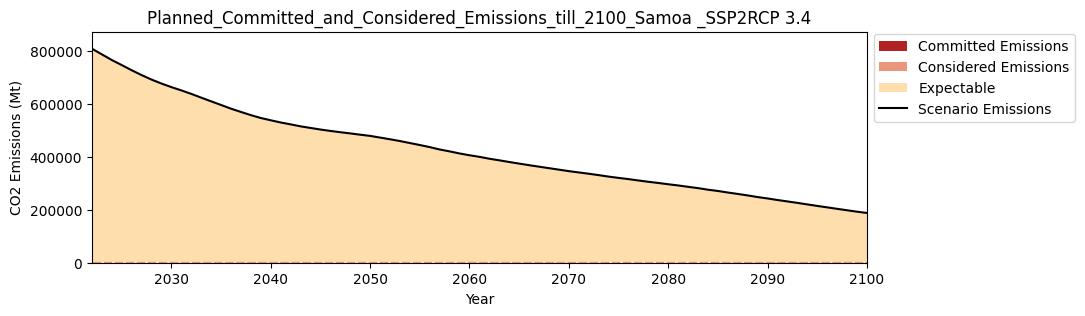 Planned_Committed_and_Considered_Emissions_till_2100_Samoa _SSP2RCP 3.4
CO2 Emissions (Mt)
800000
600000
400000
200000
0
2030 2040 2050 2060 2070 2080 2090 2100
Year
Committed Emissions
Considered Emissions
Expectable
Scenario Emissions